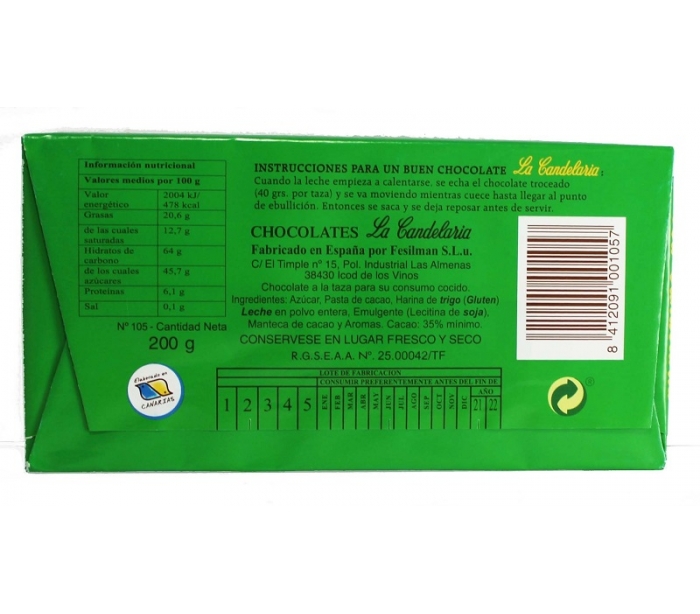 Información nutricional
Valores medios por 100 g
Valor energético 2004 kJ/ 478 kcal
Grasas 20,6 g
de las cuales saturadas 12,7 g
Hidratos de carbono 64 g
de los cuales azúcares 43,7 g
Proteínas 6,1 g
Sal 0,1 g
Nº 105 - Cantidad Neta
200 g
Elaborado en
CANARIAS
INSTRUCCIONES PARA UN BUEN CHOCOLATE La Candelaria:
Cuando la leche empieza a calentarse, se echa el chocolate troceado
(40 grs. por taza) y se va moviendo mientras cuece hasta llegar al punto
de ebullición. Entonces se saca y se deja reposar antes de servir.
CHOCOLATES La Candelaria
Fabricado en España por Fesilman S.L.u.
C/ El Timple nº 15, Pol. Industrial Las Almenas
38430 Icod de los Vinos
Chocolate a la taza para su consumo cocido.
Ingredientes: Azúcar, Pasta de cacao, Harina de trigo (Gluten)
Leche en polvo entera, Emulgente (Lecitina de soja),
Manteca de cacao y Aromas. Cacao: 35% mínimo.
CONSERVESE EN LUGAR FRESCO Y SECO
R.G.S.E.A.A. Nº. 25.00042/TF
LOTE DE FABRICACION
CONSUMIR PREFERENTEMENTE ANTES DEL FIN DE
AÑO
1 2 3 4 5 ENE FEB MAR ABR MAY JUN JUL AGO SEP OCT NOV DIC 21 22
8 412091 001057